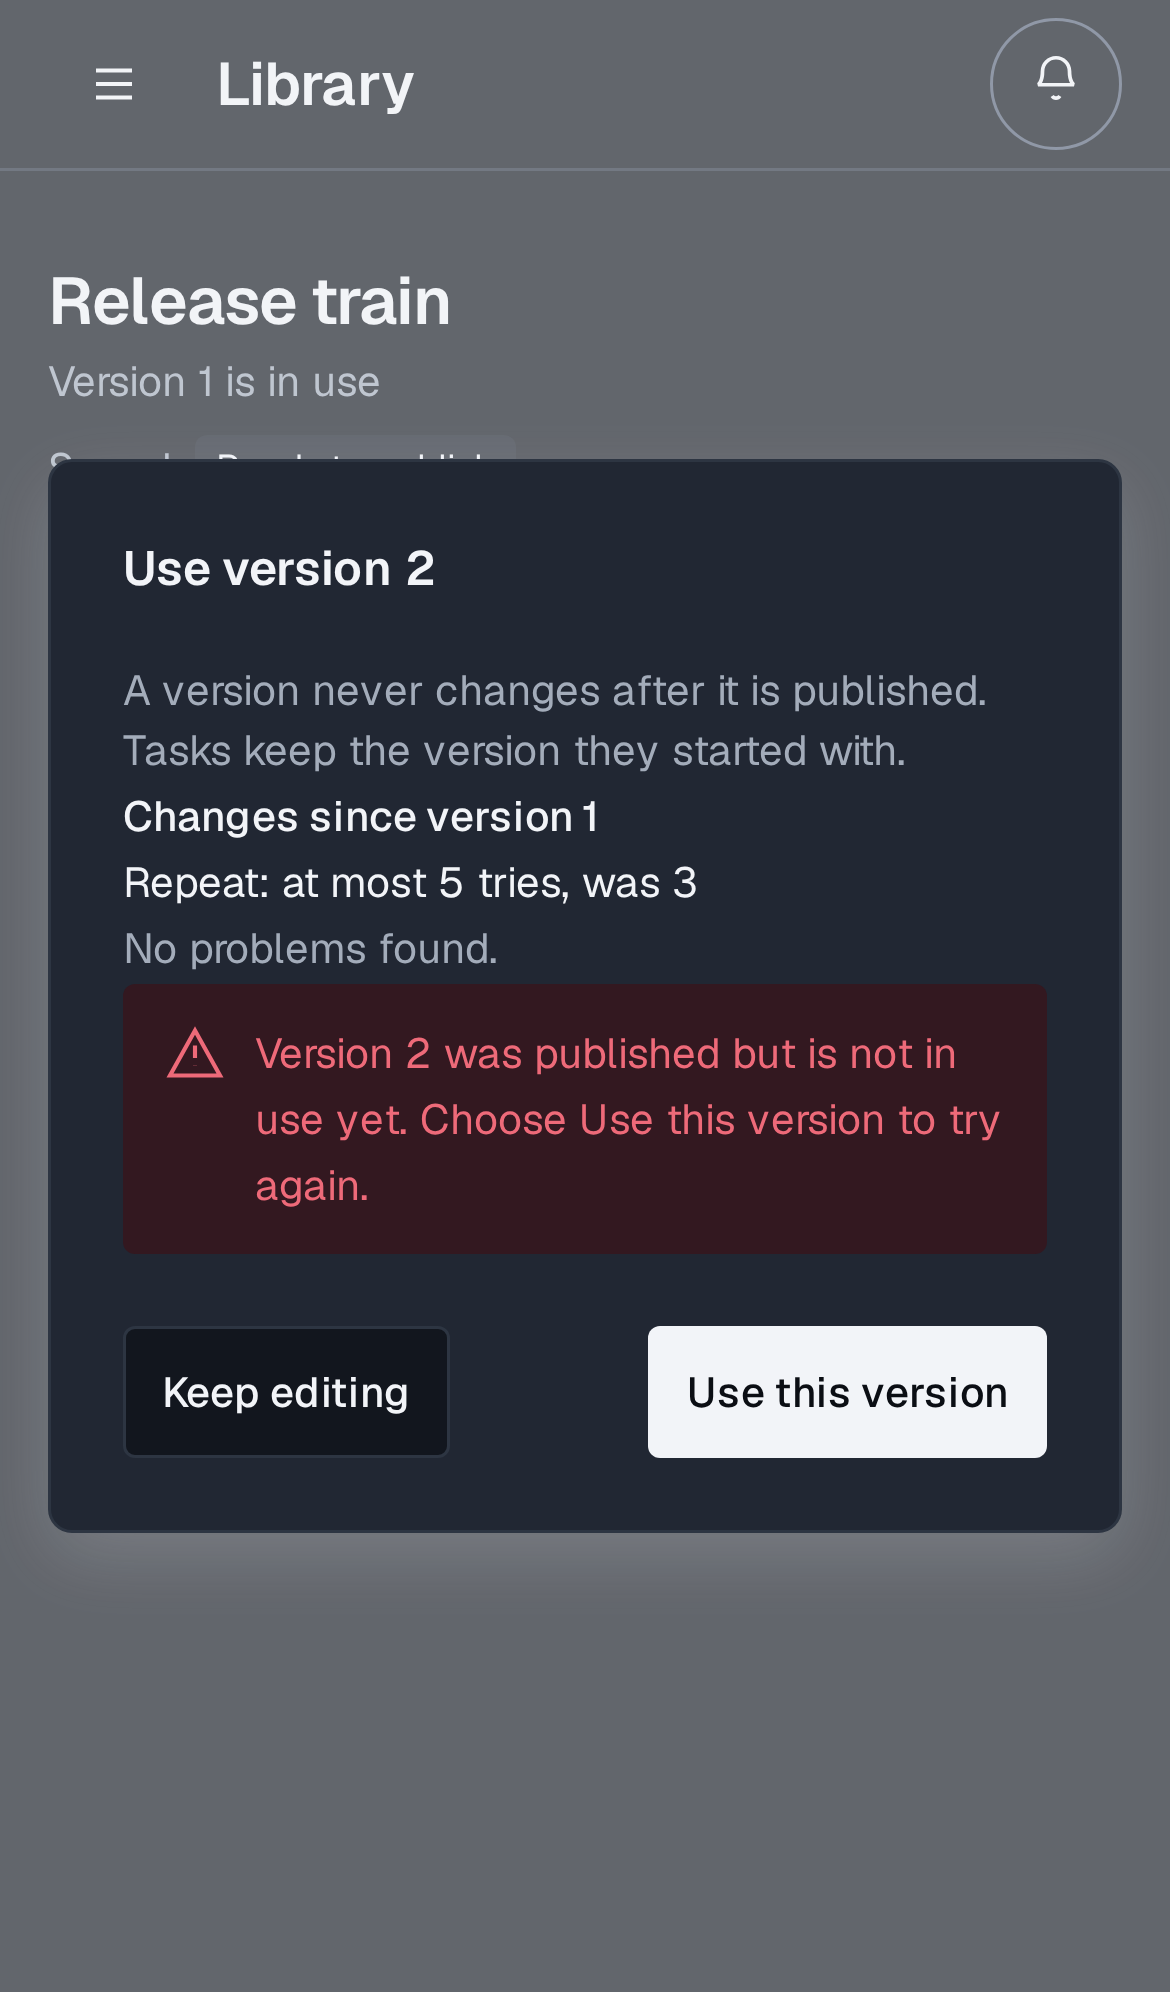 Library
Release train
Version 1 is in use
Use version 2
A version never changes after it is published.
Tasks keep the version they started with.
Changes since version 1
Repeat: at most 5 tries, was 3
No problems found.
Version 2 was published but is not in
use yet. Choose Use this version to try
again.
Keep editing
Use this version